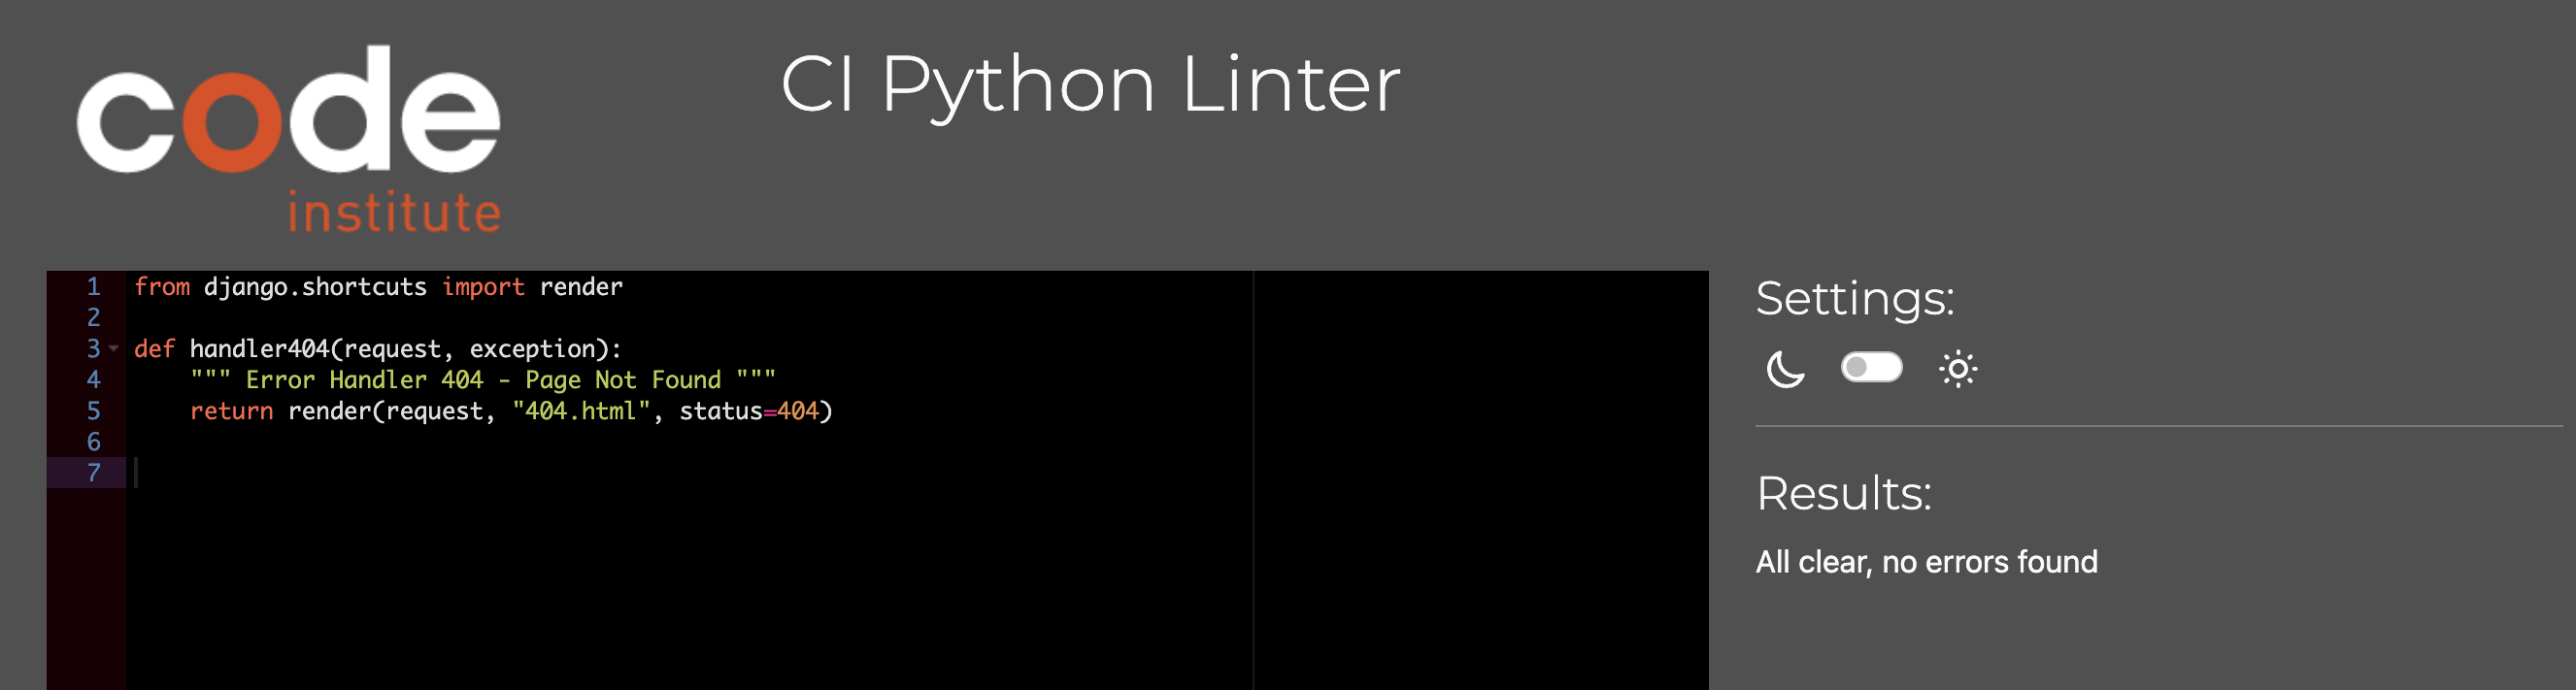 code
institute
CI Python Linter
1 from django.shortcuts import render
2
3 def handler404(request, exception):
4     """ Error Handler 404 - Page Not Found """
5     return render(request, "404.html", status=404)
6
7
Settings:
Results:
All clear, no errors found